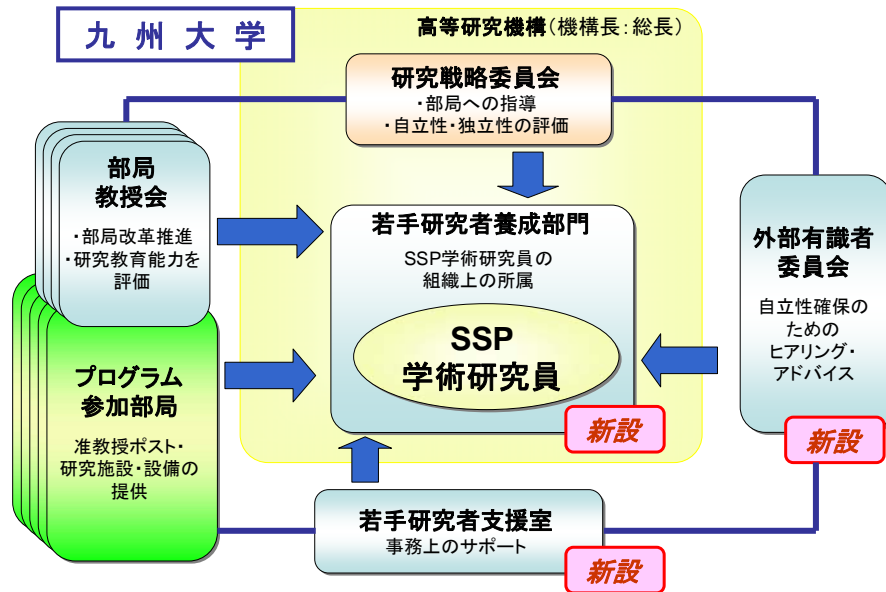 九 州 大 学
高等研究機構(機構長:総長)
研究戦略委員会
・部局への指導
・自立性・独立性の評価
部局
教授会
・部局改革推進
・研究教育能力を
評価
若手研究者養成部門
SSP学術研究員の
組織上の所属
SSP
学術研究員
新設
外部有識者
委員会
自立性確保の
ための
ヒアリング・
アドバイス
新設
プログラム
参加部局
准教授ポスト・
研究施設・設備の
提供
若手研究者支援室
事務上のサポート
新設